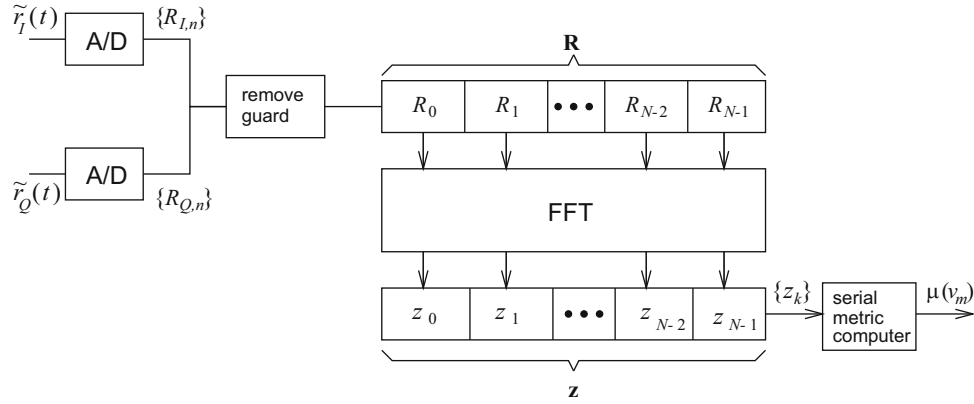 r̃_I(t)
A/D
{R_{I,n}}
remove
guard
R
R_0 R_1 ••• R_{N-2} R_{N-1}
r̃_Q(t)
A/D
{R_{Q,n}}
FFT
z_0 z_1 ••• z_{N-2} z_{N-1}
{z_k}
serial
metric
computer
μ(v_m)
z